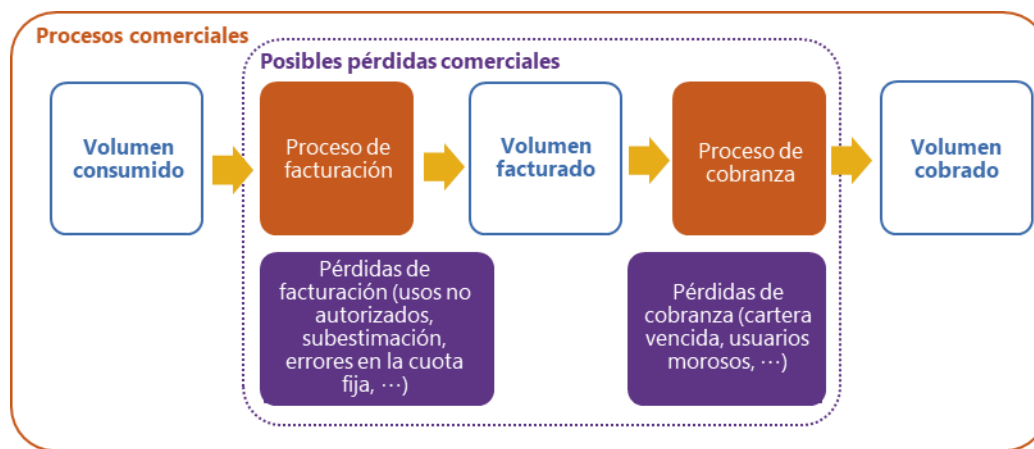 Procesos comerciales
Posibles pérdidas comerciales
Volumen
consumido
Proceso de
facturación
Volumen
facturado
Proceso de
cobranza
Volumen
cobrado
Pérdidas de
facturación (usos no
autorizados,
subestimación,
errores en la cuota
fija, ⋯)
Pérdidas de
cobranza (cartera
vencida, usuarios
morosos, ⋯)